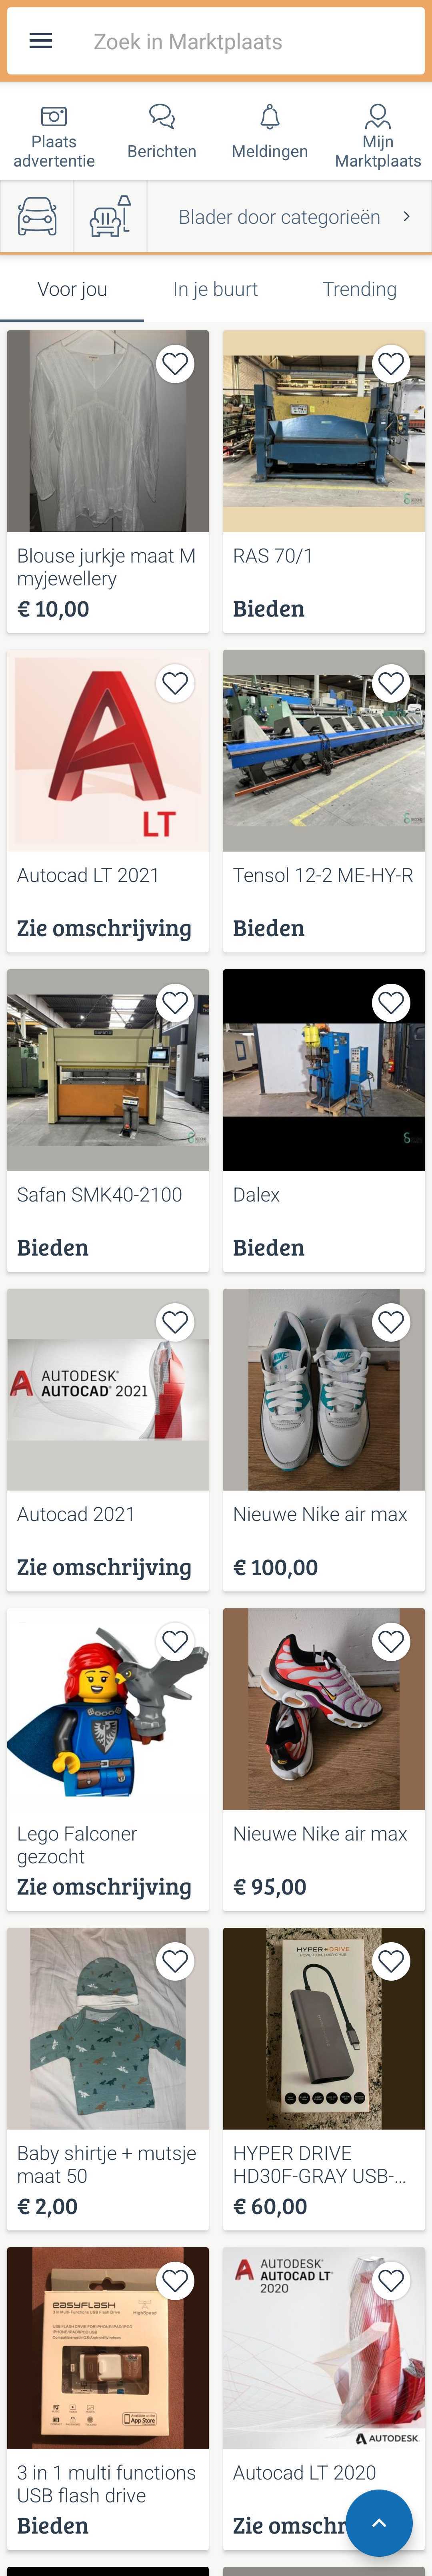 Zoek in Marktplaats
Plaats
advertentie
Berichten
Meldingen
Mijn
Marktplaats
Blader door categorieën
Voor jou
In je buurt
Trending
Blouse jurkje maat M
myjewellery
€ 10,00
RAS 70/1
Bieden
LT
Autocad LT 2021
Zie omschrijving
Tensol 12-2 ME-HY-R
Bieden
Safan SMK40-2100
Bieden
Dalex
Bieden
AUTODESK®
AUTOCAD® 2021
Autocad 2021
Zie omschrijving
Nieuwe Nike air max
€ 100,00
Lego Falconer
gezocht
Zie omschrijving
Nieuwe Nike air max
€ 95,00
Baby shirtje + mutsje
maat 50
€ 2,00
HYPER DRIVE
HYPER DRIVE
HD30F-GRAY USB-...
€ 60,00
EASYFLASH
HighSpeed
App Store
3 in 1 multi functions
USB flash drive
Bieden
AUTODESK®
AUTOCAD LT®
2020
AUTODESK
Autocad LT 2020
Zie omschr